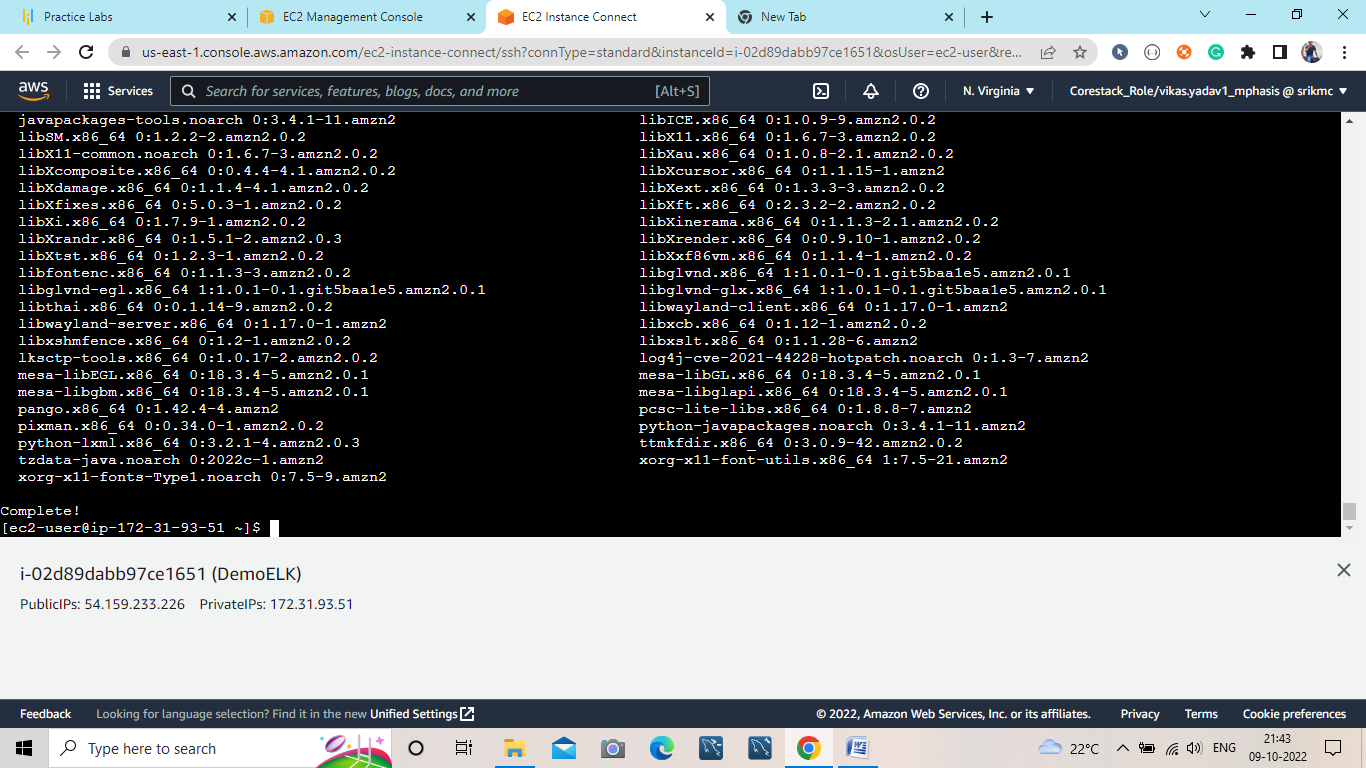 Practice Labs
EC2 Management Console
EC2 Instance Connect
New Tab
us-east-1.console.aws.amazon.com/ec2-instance-connect/ssh?connType=standard&instanceId=i-02d89dabb97ce1651&osUser=ec2-user&re...
aws
Services
Search for services, features, blogs, docs, and more
[Alt+S]
N. Virginia
Corestack_Role/vikas.yadav1_mphasis @ srikmc
javapackages-tools.noarch 0:3.4.1-11.amzn2 libICE.x86_64 0:1.0.9-9.amzn2.0.2
libSM.x86_64 0:1.2.2-2.amzn2.0.2 libX11.x86_64 0:1.6.7-3.amzn2.0.2
libX11-common.noarch 0:1.6.7-3.amzn2.0.2 libXau.x86_64 0:1.0.8-2.1.amzn2.0.2
libXcomposite.x86_64 0:0.4.4-4.1.amzn2.0.2 libXcursor.x86_64 0:1.1.15-1.amzn2
libXdamage.x86_64 0:1.1.4-4.1.amzn2.0.2 libXext.x86_64 0:1.3.3-3.amzn2.0.2
libXfixes.x86_64 0:5.0.3-1.amzn2.0.2 libXft.x86_64 0:2.3.2-2.amzn2.0.2
libXi.x86_64 0:1.7.9-1.amzn2.0.2 libXinerama.x86_64 0:1.1.3-2.1.amzn2.0.2
libXrandr.x86_64 0:1.5.1-2.amzn2.0.3 libXrender.x86_64 0:0.9.10-1.amzn2.0.2
libXtst.x86_64 0:1.2.3-1.amzn2.0.2 libXxf86vm.x86_64 0:1.1.4-1.amzn2.0.2
libfontenc.x86_64 0:1.1.3-3.amzn2.0.2 libglvnd.x86_64 1:1.0.1-0.1.git5baa1e5.amzn2.0.1
libglvnd-egl.x86_64 1:1.0.1-0.1.git5baa1e5.amzn2.0.1 libglvnd-glx.x86_64 1:1.0.1-0.1.git5baa1e5.amzn2.0.1
libthai.x86_64 0:0.1.14-9.amzn2.0.2 libwayland-client.x86_64 0:1.17.0-1.amzn2
libwayland-server.x86_64 0:1.17.0-1.amzn2 libxcb.x86_64 0:1.12-1.amzn2.0.2
libxshmfence.x86_64 0:1.2-1.amzn2.0.2 libxslt.x86_64 0:1.1.28-6.amzn2
lksctp-tools.x86_64 0:1.0.17-2.amzn2.0.2 log4j-cve-2021-44228-hotpatch.noarch 0:1.3-7.amzn2
mesa-libEGL.x86_64 0:18.3.4-5.amzn2.0.1 mesa-libGL.x86_64 0:18.3.4-5.amzn2.0.1
mesa-libgbm.x86_64 0:18.3.4-5.amzn2.0.1 mesa-libglapi.x86_64 0:18.3.4-5.amzn2.0.1
pango.x86_64 0:1.42.4-4.amzn2 pcsc-lite-libs.x86_64 0:1.8.8-7.amzn2
pixman.x86_64 0:0.34.0-1.amzn2.0.2 python-javapackages.noarch 0:3.4.1-11.amzn2
python-lxml.x86_64 0:3.2.1-4.amzn2.0.3 ttmkfdir.x86_64 0:3.0.9-42.amzn2.0.2
tzdata-java.noarch 0:2022c-1.amzn2 xorg-x11-font-utils.x86_64 1:7.5-21.amzn2
xorg-x11-fonts-Type1.noarch 0:7.5-9.amzn2
Complete!
[ec2-user@ip-172-31-93-51 ~]$
i-02d89dabb97ce1651 (DemoELK)
PublicIPs: 54.159.233.226 PrivateIPs: 172.31.93.51
Feedback
Looking for language selection? Find it in the new Unified Settings
© 2022, Amazon Web Services, Inc. or its affiliates.
Privacy
Terms
Cookie preferences
Type here to search
22°C
ENG
21:43
09-10-2022